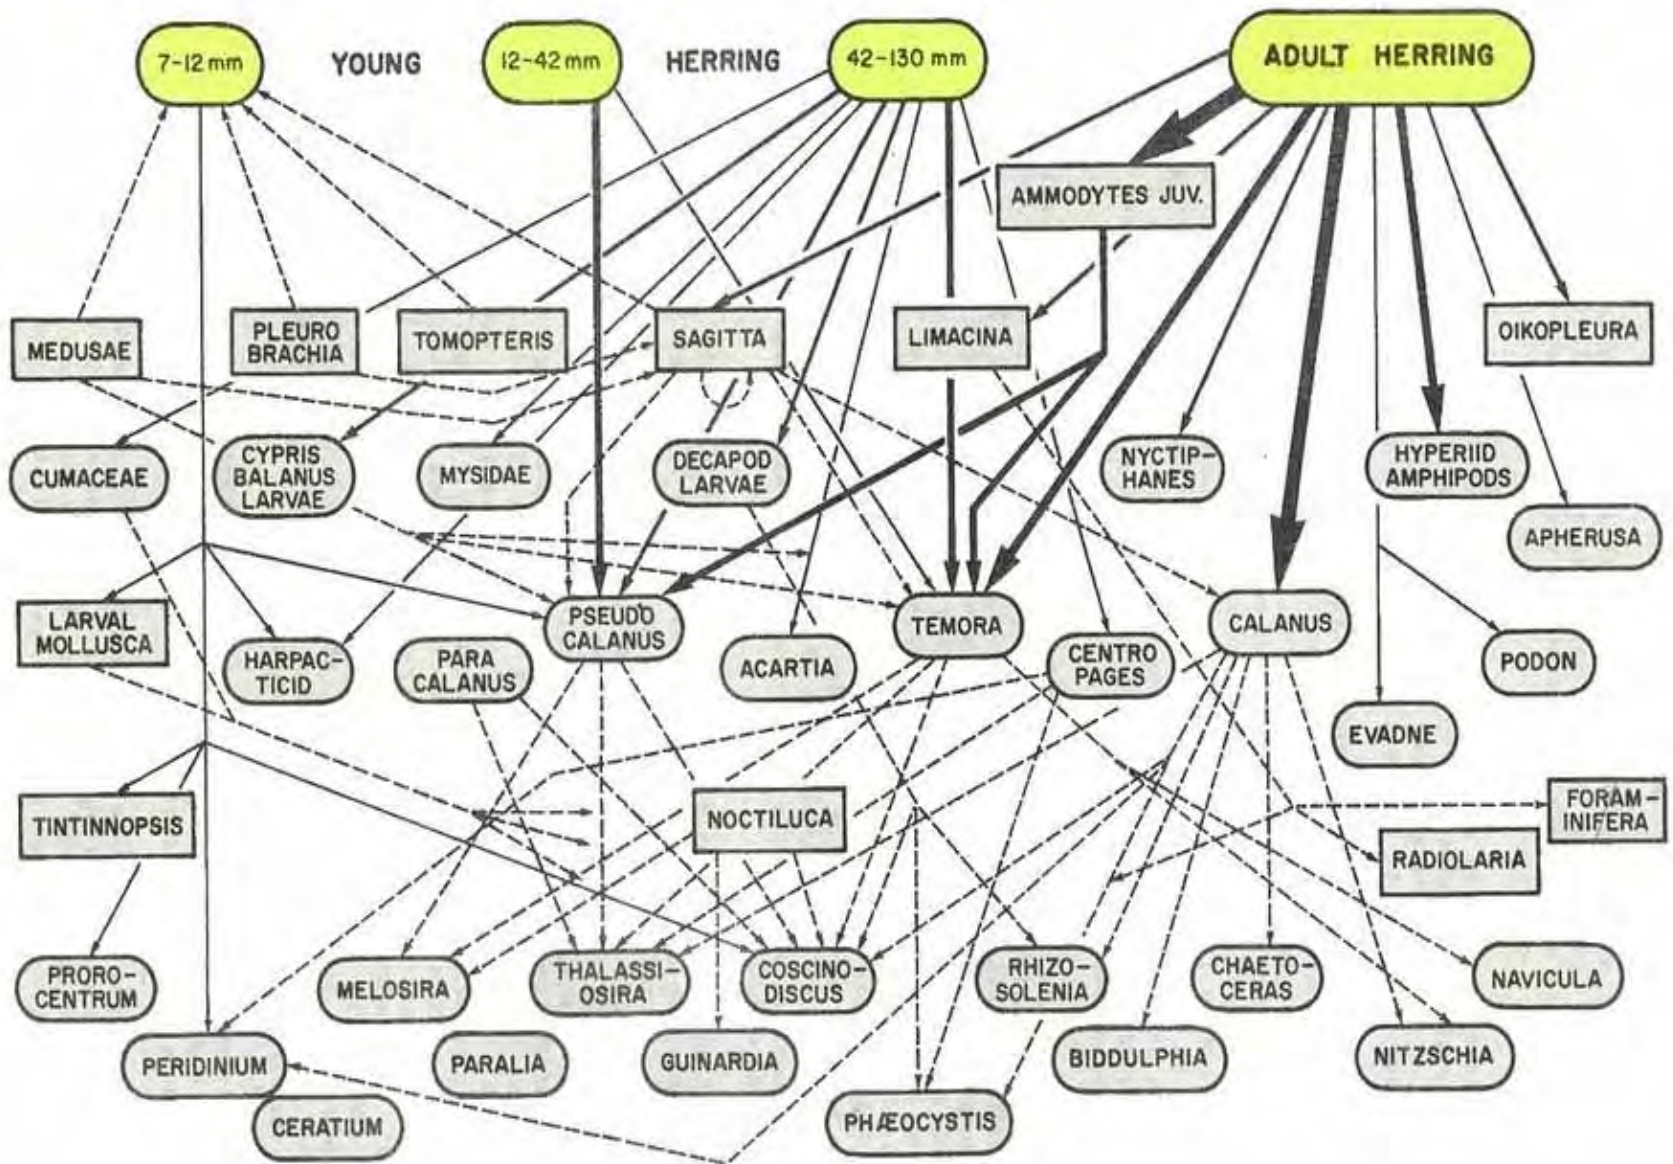 7-12 mm YOUNG 12-42 mm HERRING 42-130 mm ADULT HERRING
AMMODYTES JUV.
MEDUSAE
PLEURO
BRACHIA
TOMOPTERIS
SAGITTA
LIMACINA
OIKOPLEURA
CUMACEAE
CYPRIS
BALANUS
LARVAE
MYSIDAE
DECAPOD
LARVAE
NYCTIP-
HANES
HYPERIID
AMPHIPODS
APHERUSA
LARVAL
MOLLUSCA
HARPAC-
TICID
PARA
CALANUS
PSEUDO
CALANUS
ACARTIA
TEMORA
CENTRO
PAGES
CALANUS
PODON
EVADNE
TINTINNOPSIS
NOCTILUCA
FORAM-
INIFERA
RADIOLARIA
PRORO-
CENTRUM
MELOSIRA
THALASSI-
OSIRA
COSCINO-
DISCUS
RHIZO-
SOLENIA
CHAETO-
CERAS
NAVICULA
PERIDINIUM
PARALIA
GUINARDIA
BIDDULPHIA
NITZSCHIA
CERATIUM
PHÆOCYSTIS